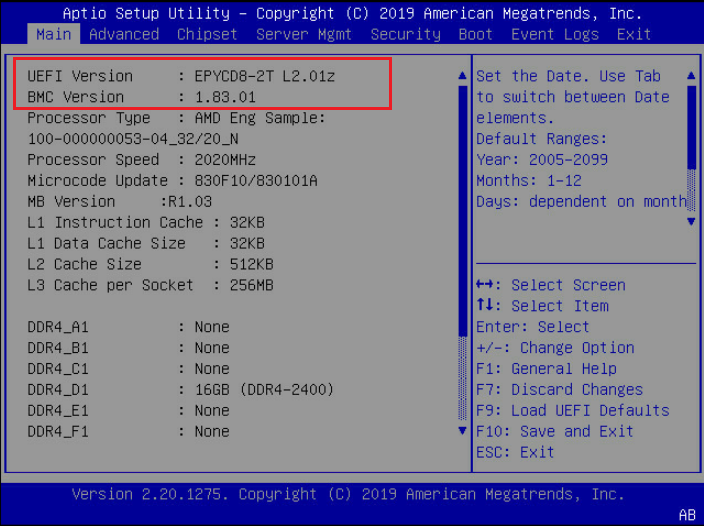 Aptio Setup Utility - Copyright (C) 2019 American Megatrends, Inc.
Main Advanced Chipset Server Mgmt Security Boot Event Logs Exit
UEFI Version : EPYCD8-2T L2.01z
BMC Version : 1.83.01
Processor Type : AMD Eng Sample:
100-000000053-04_32/20_N
Processor Speed : 2020MHz
Microcode Update : 830F10/830101A
MB Version :R1.03
L1 Instruction Cache : 32KB
L1 Data Cache Size : 32KB
L2 Cache Size : 512KB
L3 Cache per Socket : 256MB
DDR4_A1 : None
DDR4_B1 : None
DDR4_C1 : None
DDR4_D1 : 16GB (DDR4-2400)
DDR4_E1 : None
DDR4_F1 : None
Set the Date. Use Tab
to switch between Date
elements.
Default Ranges:
Year: 2005-2099
Months: 1-12
Days: dependent on month
↔: Select Screen
↑↓: Select Item
Enter: Select
+/-: Change Option
F1: General Help
F7: Discard Changes
F9: Load UEFI Defaults
F10: Save and Exit
ESC: Exit
Version 2.20.1275. Copyright (C) 2019 American Megatrends, Inc.
AB